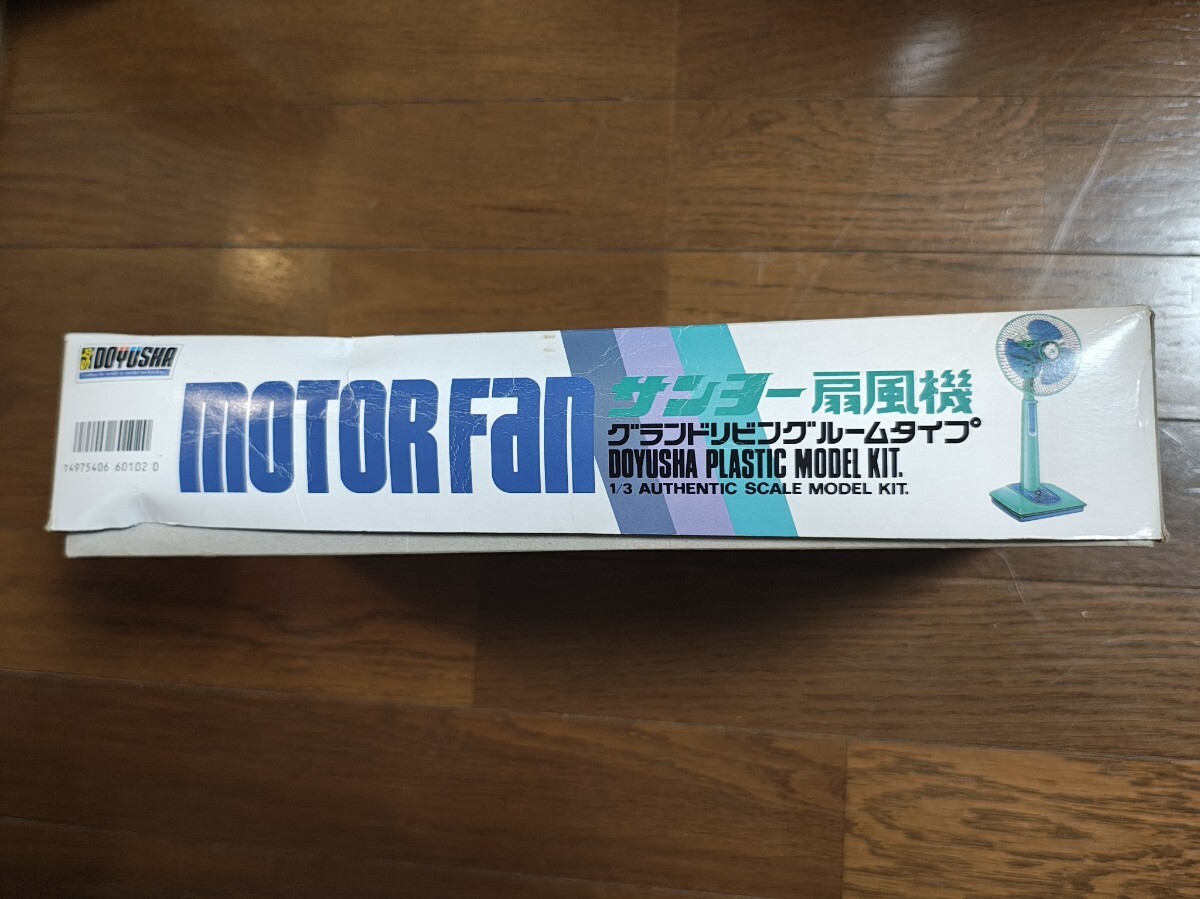 DOYUSHA
T4975406 60102 0
MOTOR Fan
サンヨー扇風機
グランドリビングルームタイプ
DOYUSHA PLASTIC MODEL KIT.
1/3 AUTHENTIC SCALE MODEL KIT.